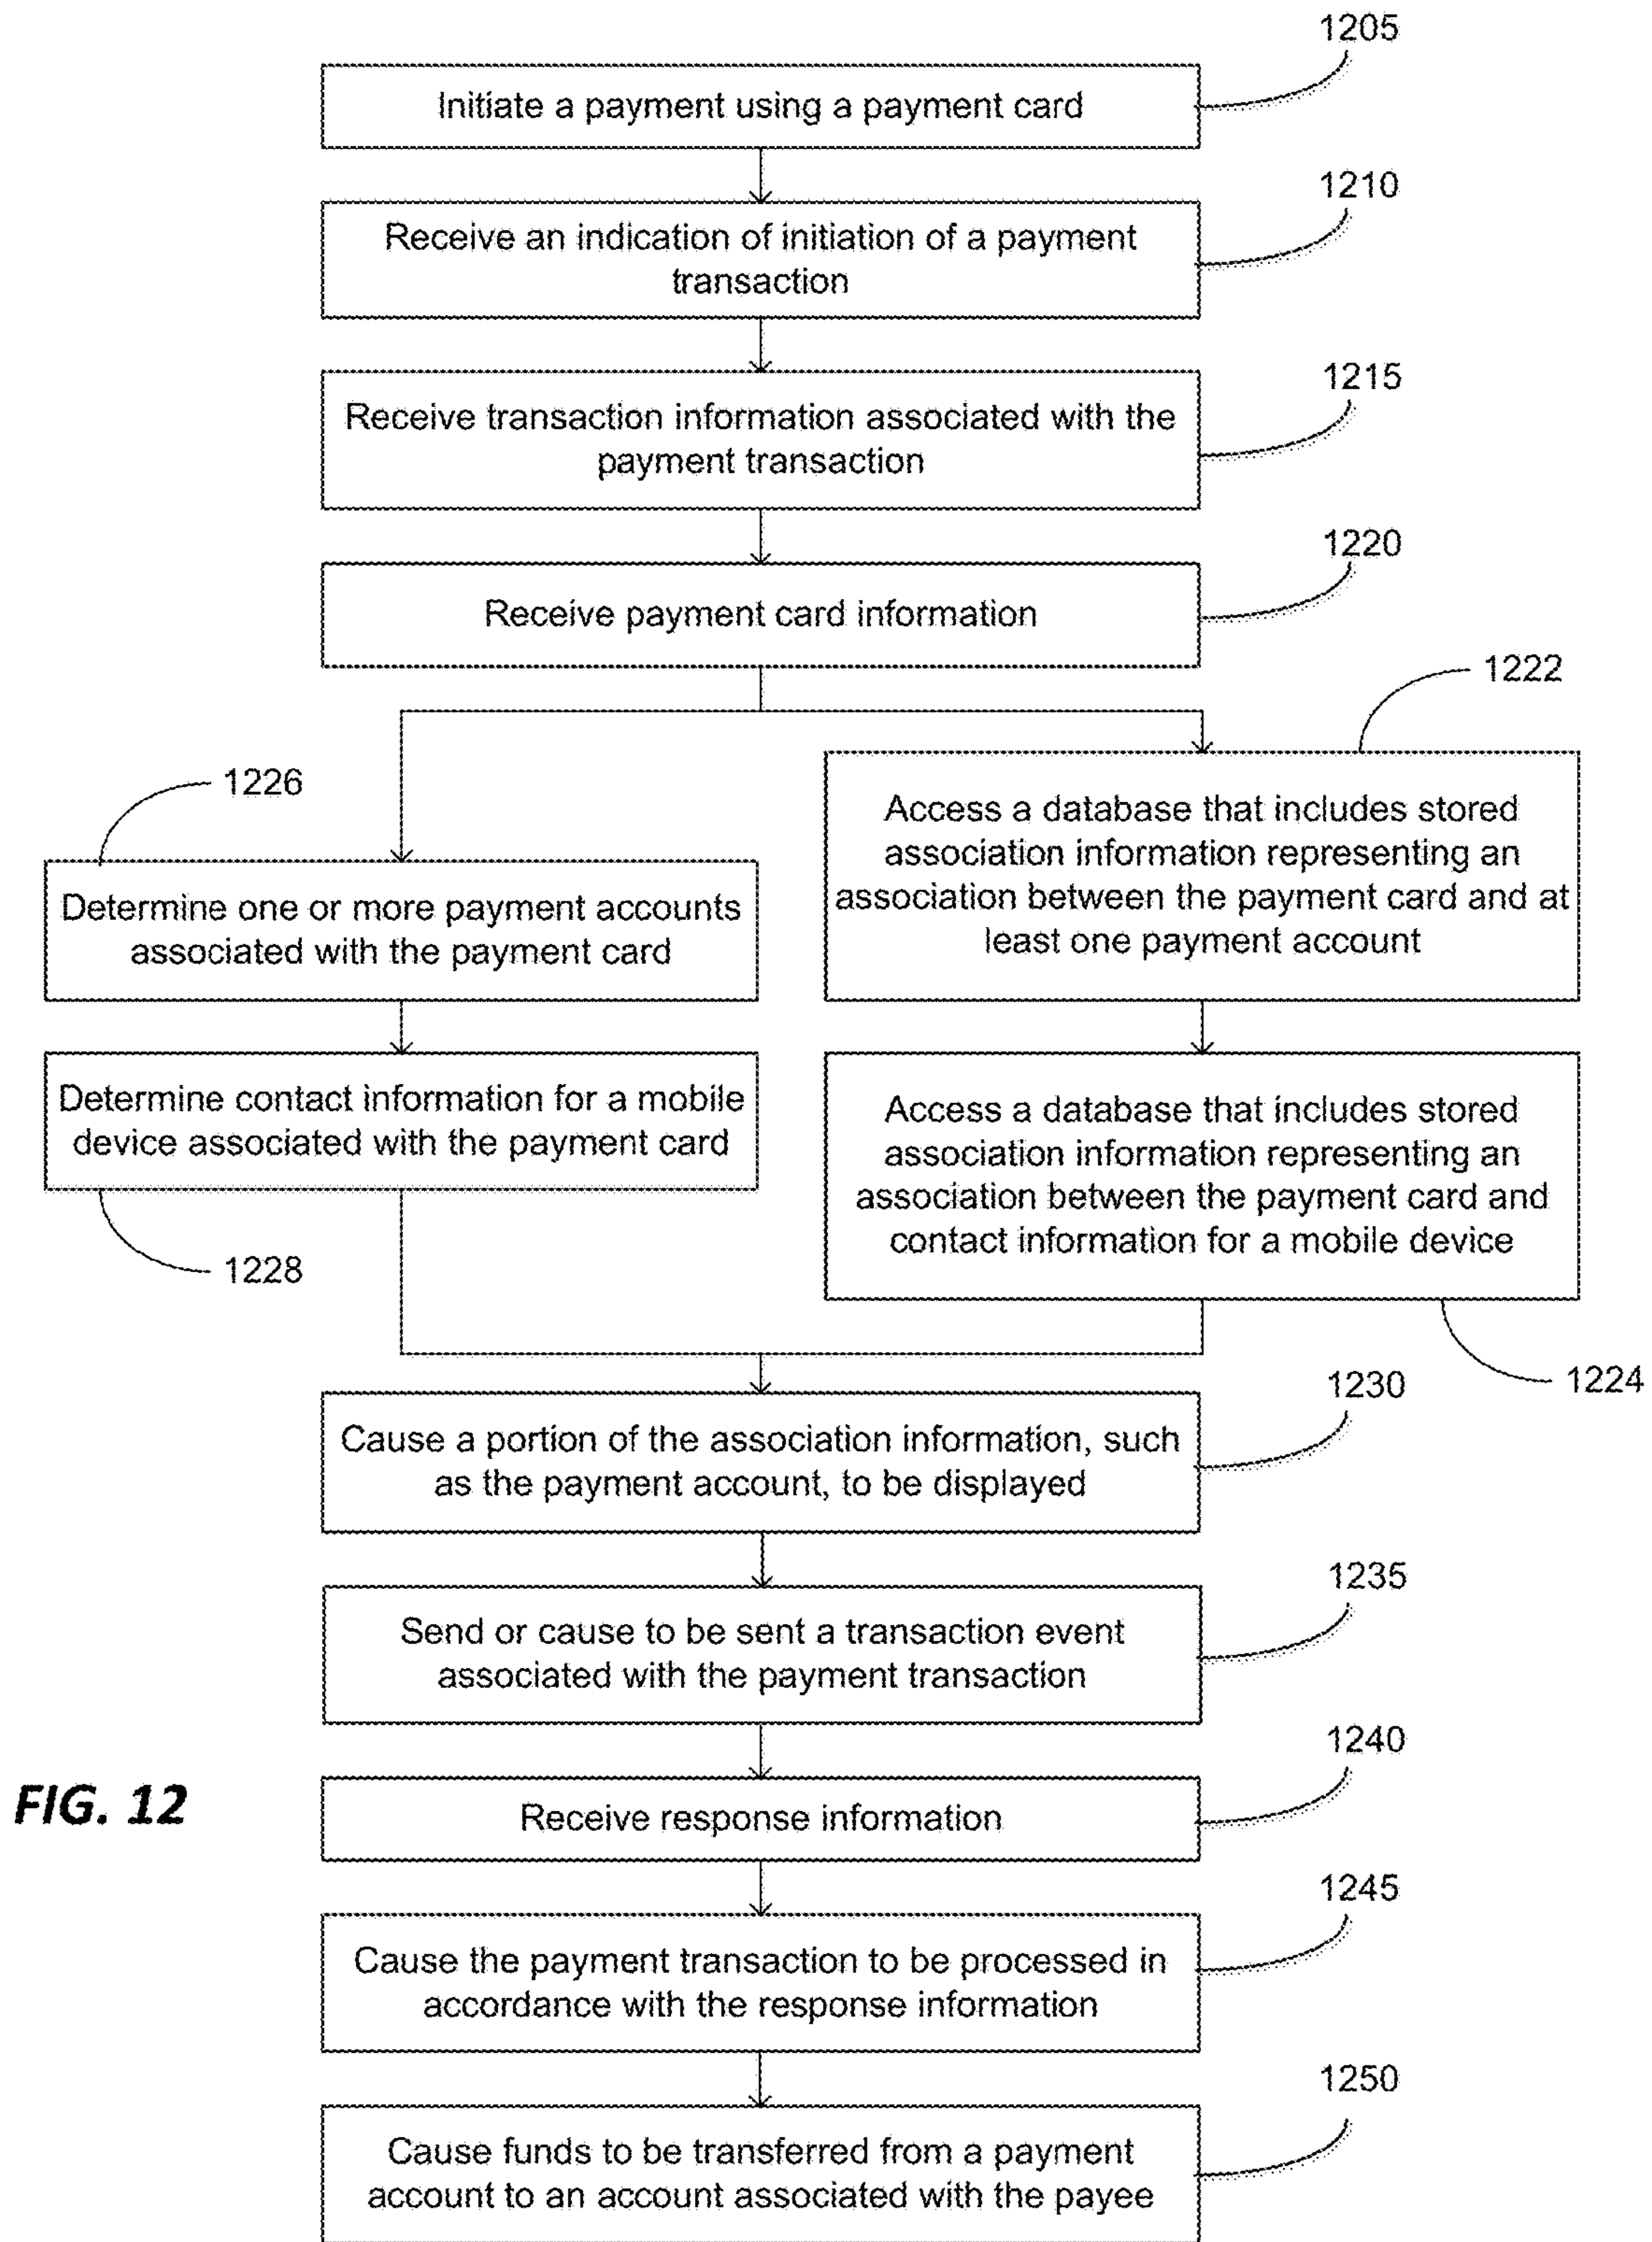 1205
Initiate a payment using a payment card
1210
Receive an indication of initiation of a payment
transaction
1215
Receive transaction information associated with the
payment transaction
1220
Receive payment card information
1222
Access a database that includes stored
association information representing an
association between the payment card and at
least one payment account
1226
Determine one or more payment accounts
associated with the payment card
Determine contact information for a mobile
device associated with the payment card
1228
Access a database that includes stored
association information representing an
association between the payment card and
contact information for a mobile device
1224
1230
Cause a portion of the association information, such
as the payment account, to be displayed
1235
Send or cause to be sent a transaction event
associated with the payment transaction
1240
FIG. 12
Receive response information
1245
Cause the payment transaction to be processed in
accordance with the response information
1250
Cause funds to be transferred from a payment
account to an account associated with the payee